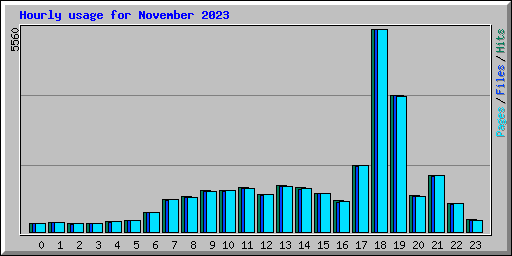 Hourly usage for November 2023
5560
Pages/Files/Hits
0 1 2 3 4 5 6 7 8 9 10 11 12 13 14 15 16 17 18 19 20 21 22 23